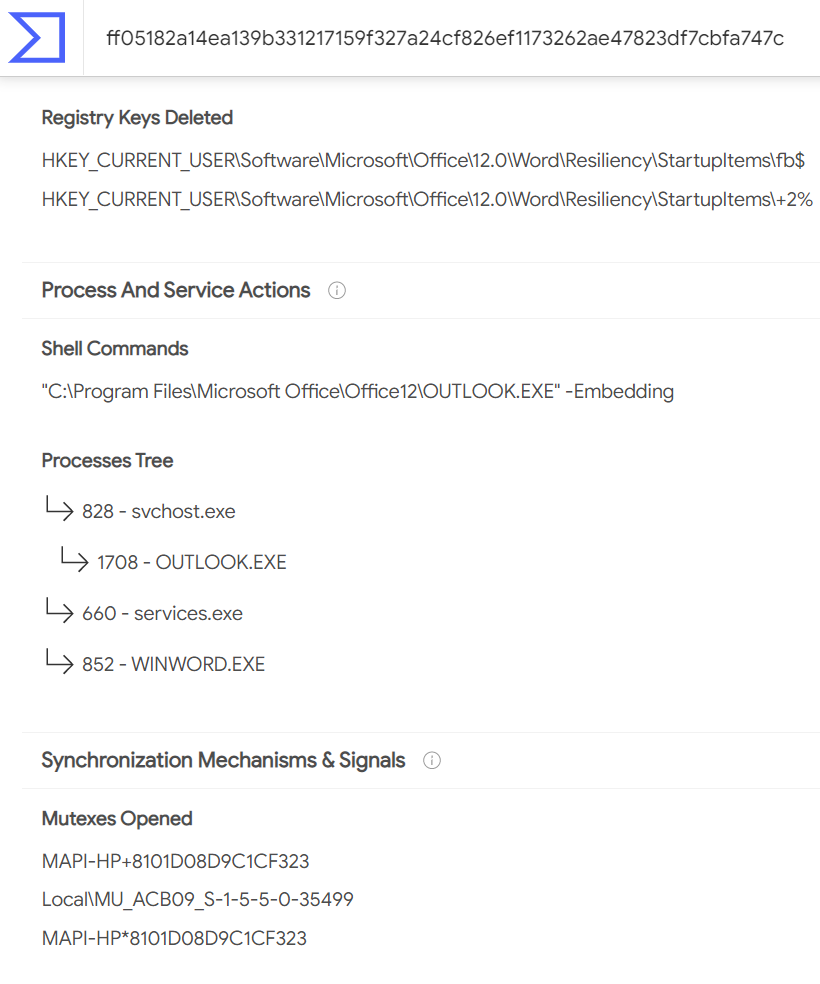 ff05182a14ea139b331217159f327a24cf826ef1173262ae47823df7cbfa747c
Registry Keys Deleted
HKEY_CURRENT_USER\Software\Microsoft\Office\12.0\Word\Resiliency\StartupItems\fb$
HKEY_CURRENT_USER\Software\Microsoft\Office\12.0\Word\Resiliency\StartupItems\+2%
Process And Service Actions
Shell Commands
"C:\Program Files\Microsoft Office\Office12\OUTLOOK.EXE" -Embedding
Processes Tree
828 - svchost.exe
1708 - OUTLOOK.EXE
660 - services.exe
852 - WINWORD.EXE
Synchronization Mechanisms & Signals
Mutexes Opened
MAPI-HP+8101D08D9C1CF323
Local\MU_ACB09_S-1-5-5-0-35499
MAPI-HP*8101D08D9C1CF323